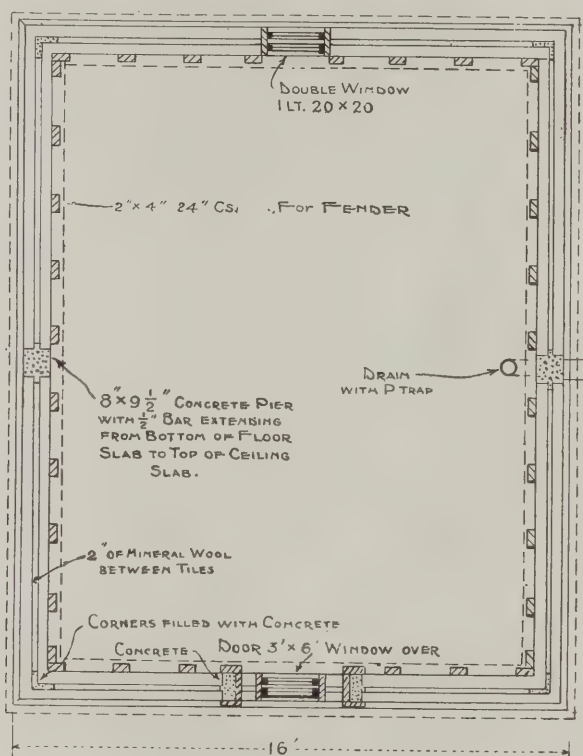 DOUBLE WINDOW
1 LT. 20 × 20
2" × 4" 24" CS. FOR FENDER
DRAIN
WITH P TRAP
8" × 9 1/2" CONCRETE PIER
WITH 1/2" BAR EXTENDING
FROM BOTTOM OF FLOOR
SLAB TO TOP OF CEILING
SLAB.
2" OF MINERAL WOOL
BETWEEN TILES
CORNERS FILLED WITH CONCRETE
CONCRETE
DOOR 3' × 6' WINDOW OVER
16'